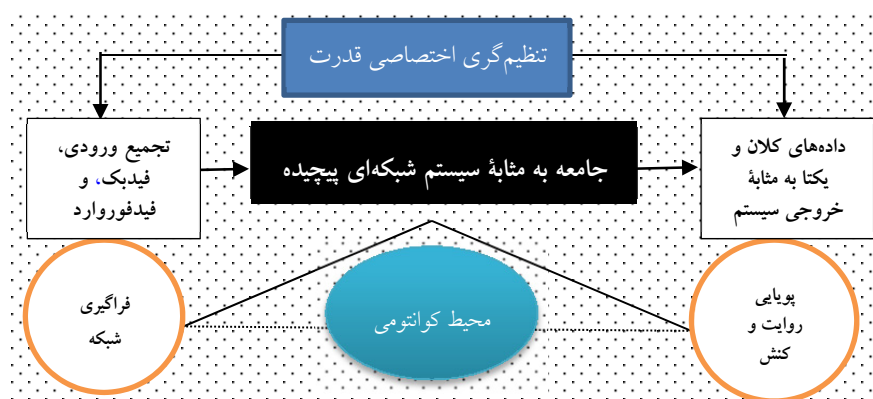 تنظیم‌گری اختصاصی قدرت
داده‌های کلان و
یکتا به مثابهٔ
خروجی سیستم
جامعه به مثابهٔ سیستم شبکه‌ای پیچیده
تجمیع ورودی،
فیدبک، و
فیدفوروارد
پویایی
روایت و
کنش
محیط کوانتومی
فراگیری
شبکه